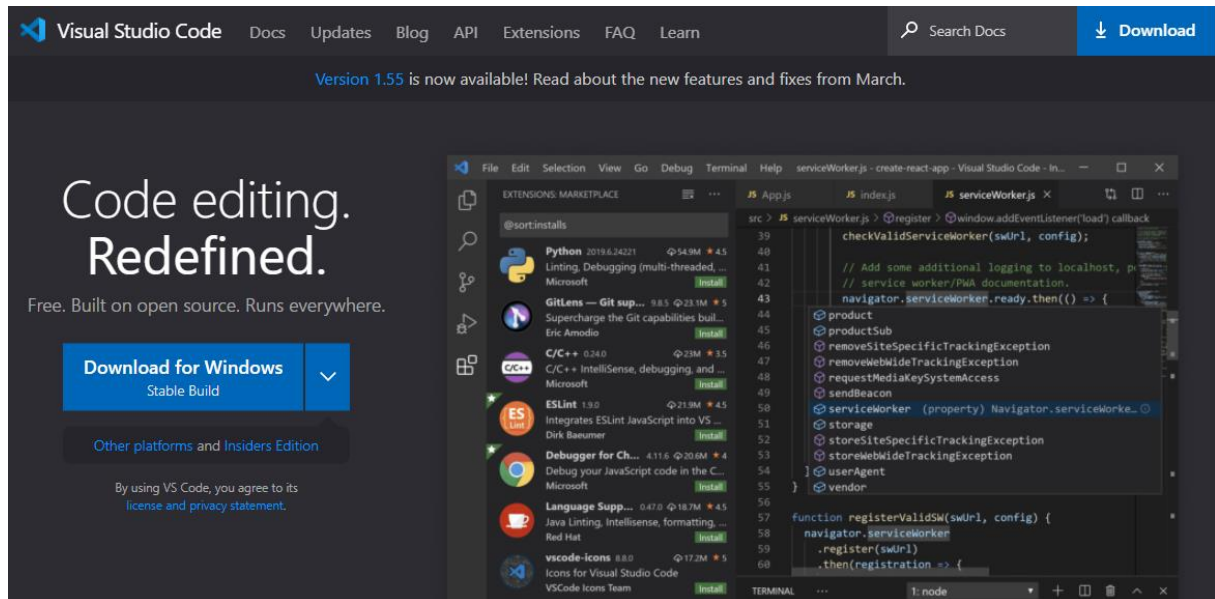 Visual Studio Code Docs Updates Blog API Extensions FAQ Learn Search Docs Download
Version 1.55 is now available! Read about the new features and fixes from March.
Code editing.
Redefined.
Free. Built on open source. Runs everywhere.
Download for Windows
Stable Build
Other platforms and Insiders Edition
By using VS Code, you agree to its
license and privacy statement.
File Edit Selection View Go Debug Terminal Help serviceWorker.js - create-react-app - Visual Studio Code - In...
EXTENSIONS: MARKETPLACE
@sort:installs
Python 2019.6.24221 54.9M ★ 4.5
Linting, Debugging (multi-threaded, ...
Microsoft Install
GitLens — Git sup... 9.8.5 23.1M ★ 5
Supercharge the Git capabilities buil...
Eric Amodio Install
C/C++ 0.24.0 23M ★ 3.5
C/C++
C/C++ IntelliSense, debugging, and ...
Microsoft Install
ESLint 1.9.0 21.9M ★ 4.5
ES
Lint
Integrates ESLint JavaScript into VS ...
Dirk Baeumer Install
Debugger for Ch... 4.11.6 20.6M ★ 4
Debug your JavaScript code in the C...
Microsoft Install
Language Supp... 0.47.0 18.7M ★ 4.5
Java Linting, Intellisense, formatting, ...
Red Hat Install
vscode-icons 8.8.0 17.2M ★ 5
Icons for Visual Studio Code
VSCode Icons Team Install
JS App.js JS index.js JS serviceWorker.js ×
src > JS serviceWorker.js > register > window.addEventListener('load') callback
39 checkValidServiceWorker(swUrl, config);
40
41 // Add some additional logging to localhost, p
42 // service worker/PWA documentation.
43 navigator.serviceWorker.ready.then(() => {
44 product
45 productSub
46 removeSiteSpecificTrackingException
47 removeWebWideTrackingException
48 requestMediaKeySystemAccess
49 sendBeacon
50 serviceWorker (property) Navigator.serviceWorke…
51 storage
52 storeSiteSpecificTrackingException
53 storeWebWideTrackingException
54 } userAgent
55 } vendor
56
57 function registerValidSW(swUrl, config) {
58 navigator.serviceWorker
59 .register(swUrl)
60 .then(registration => {
TERMINAL ... 1: node